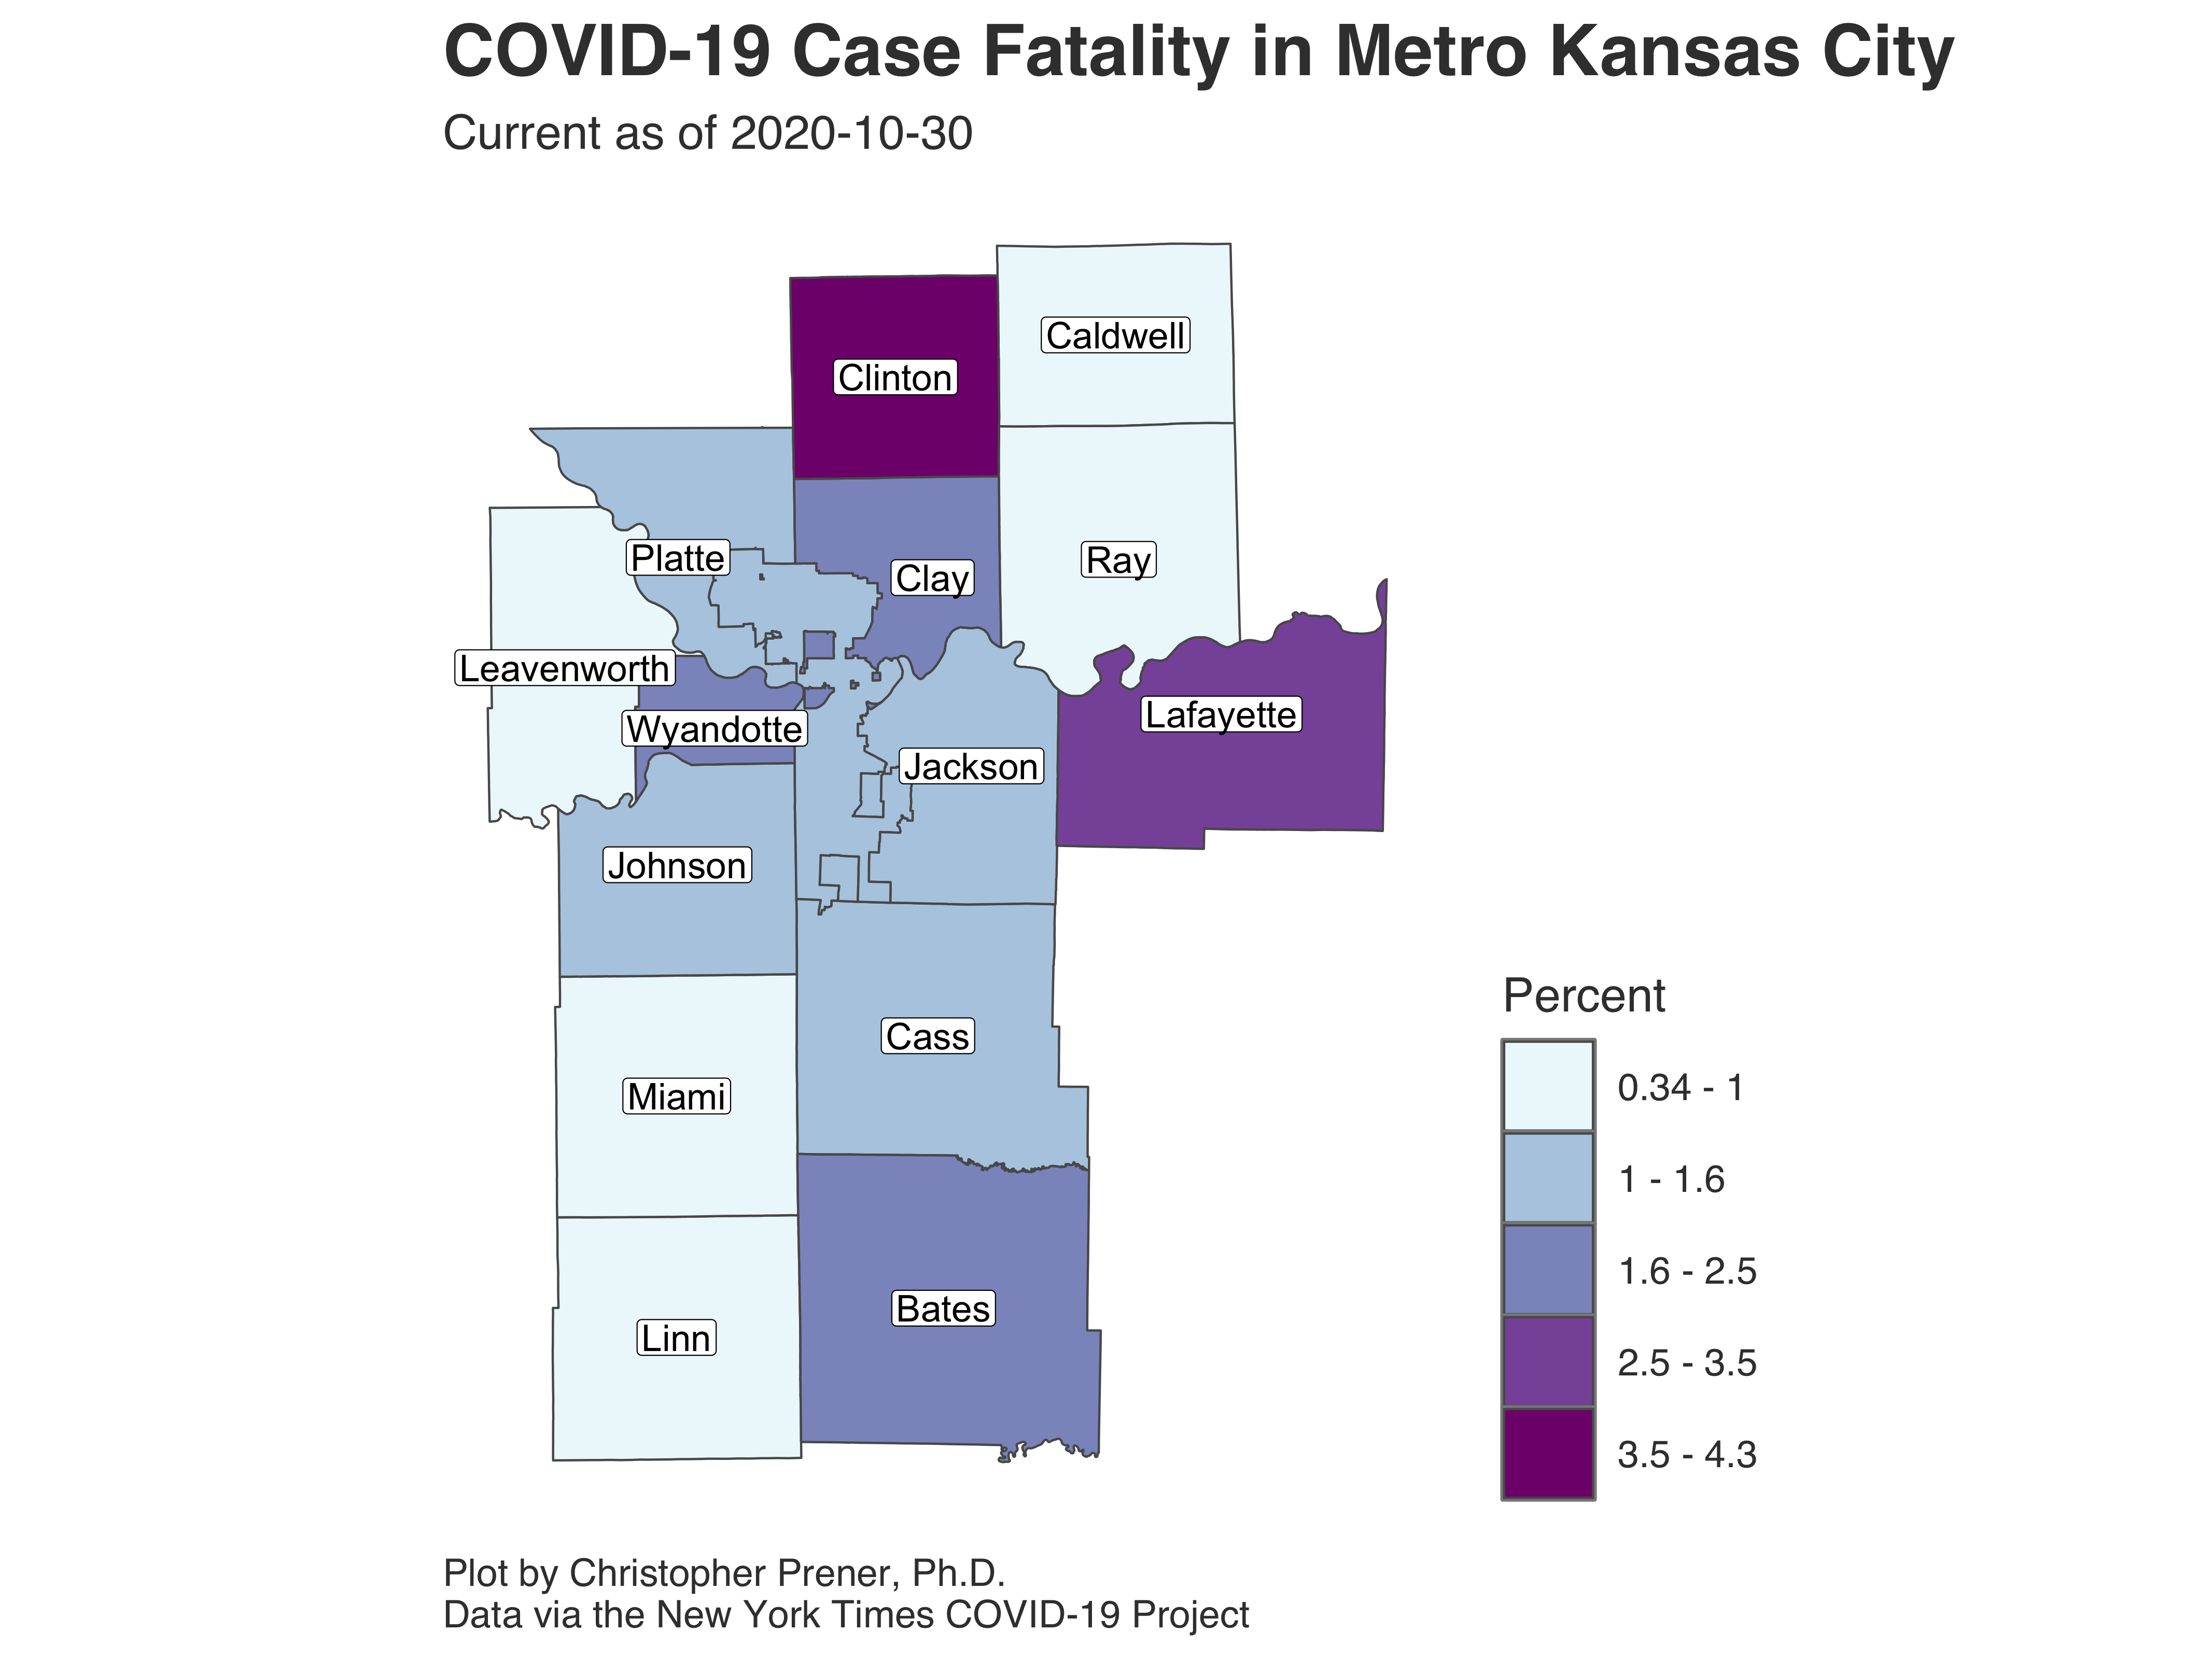 COVID-19 Case Fatality in Metro Kansas City
Current as of 2020-10-30
Caldwell
Clinton
Platte
Clay
Ray
Leavenworth
Wyandotte
Lafayette
Jackson
Johnson
Cass
Miami
Bates
Linn
Percent
0.34 - 1
1 - 1.6
1.6 - 2.5
2.5 - 3.5
3.5 - 4.3
Plot by Christopher Prener, Ph.D.
Data via the New York Times COVID-19 Project